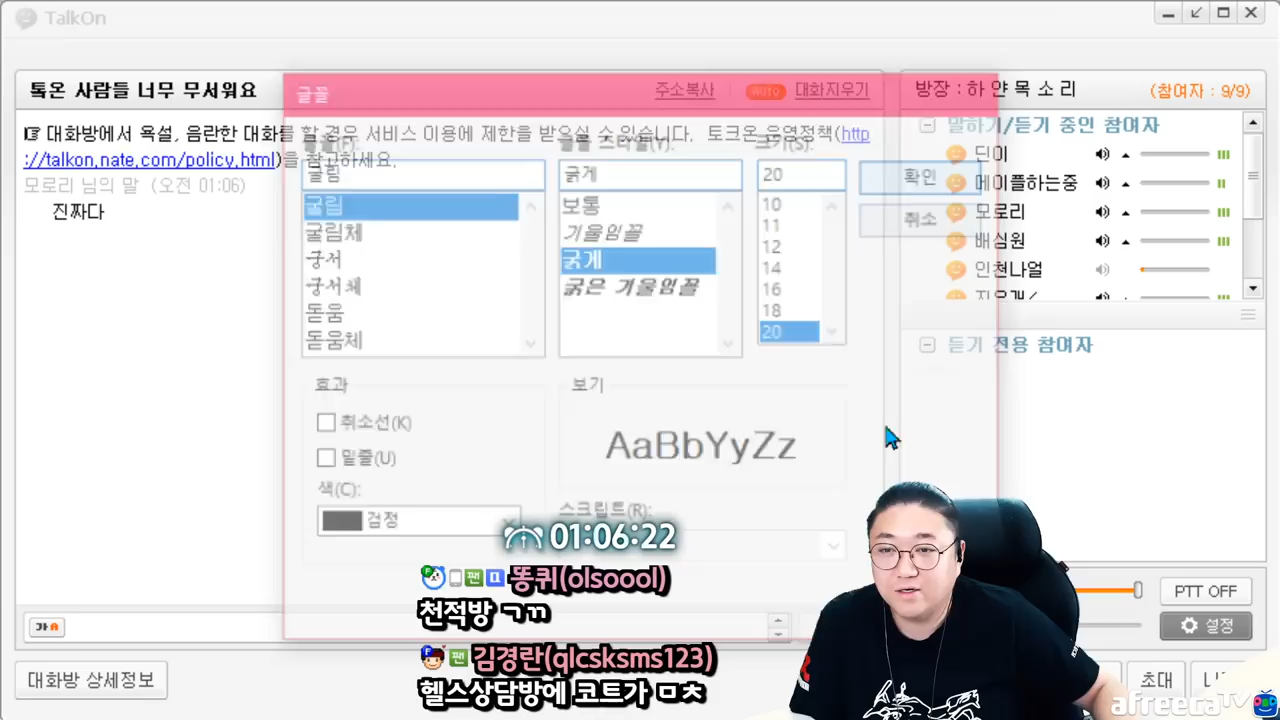 TalkOn
톡온 사람들 너무 무서워요
글꼴
주소복사
AUTO
대화지우기
방장 : 하 얀 목 소 리
(참여자 : 9/9)
☞ 대화방에서 욕설, 음란한 대화를 할 경우 서비스 이용에 제한을 받으실 수 있습니다. 토크온 운영정책(http
://talkon.nate.com/policy.html)을 참고하세요.
모로리 님의 말 (오전 01:06)
진짜다
크기(S):
굴림
굵게
20
확인
취소
굴림
굴림체
궁서
궁서체
돋움
돋움체
보통
기울임꼴
굵게
굵은 기울임꼴
10
11
12
14
16
18
20
말하기/듣기 중인 참여자
딘이
메이플하는중
모로리
배심원
인천나얼
듣기 전용 참여자
효과
취소선(K)
밑줄(U)
색(C):
검정
보기
AaBbYyZz
스크립트(R):
01:06:22
똥퀴(olsoool)
천적방 ㄱㄲ
김경란(qlcsksms123)
헬스상담방에 코트가 ㅁㅊ
PTT OFF
설정
가A
대화방 상세정보
초대
afreecaTV